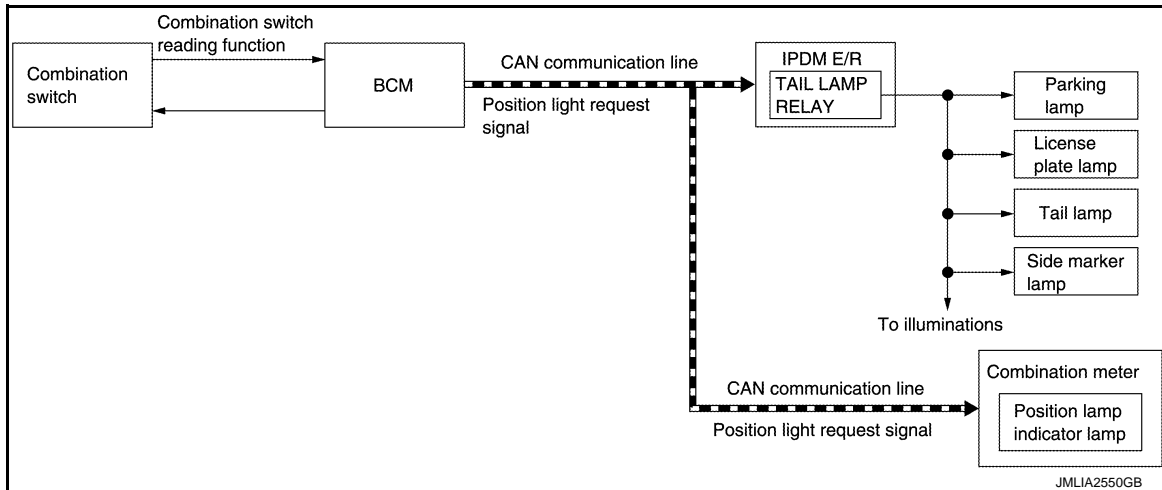 Combination switch
reading function
Combination
switch
BCM
CAN communication line
Position light request
signal
IPDM E/R
TAIL LAMP
RELAY
Parking
lamp
License
plate lamp
Tail lamp
Side marker
lamp
To illuminations
Combination meter
CAN communication line
Position lamp
indicator lamp
Position light request signal
JMLIA2550GB